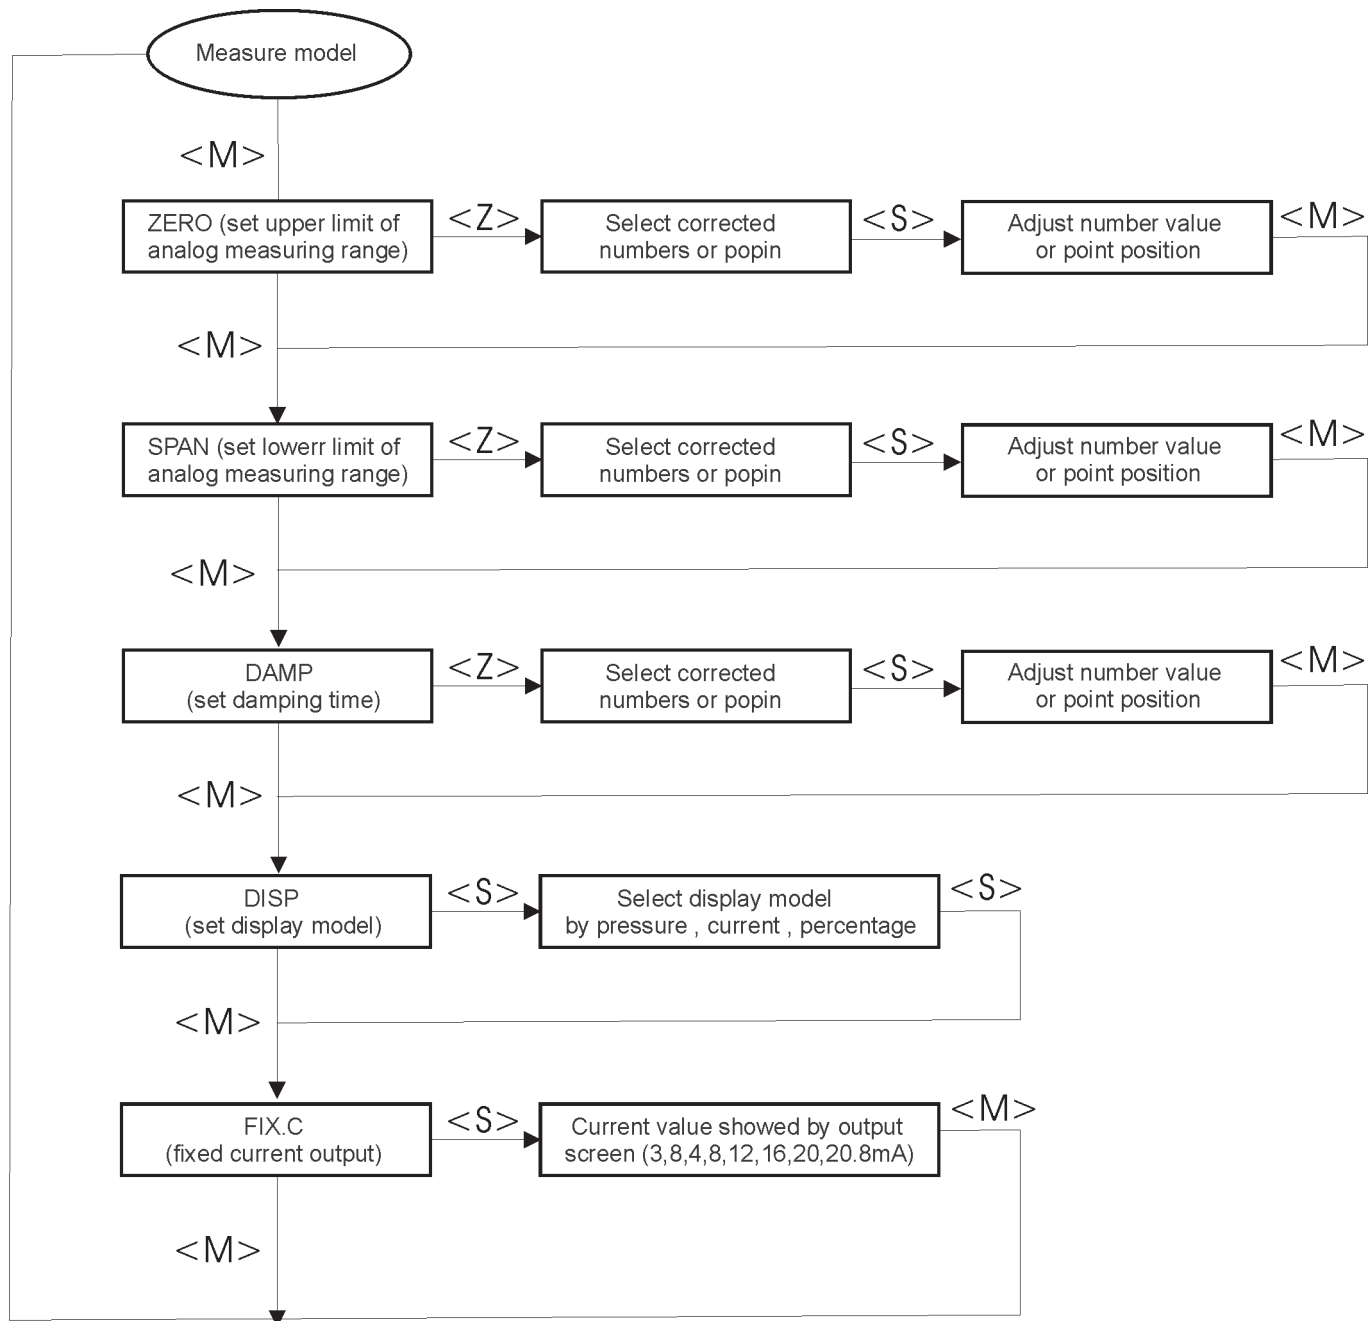 Measure model
<M>
ZERO (set upper limit of
analog measuring range)
<Z>
Select corrected
numbers or popin
<S>
Adjust number value
or point position
<M>
<M>
SPAN (set lowerr limit of
analog measuring range)
<Z>
Select corrected
numbers or popin
<S>
Adjust number value
or point position
<M>
<M>
DAMP
(set damping time)
<Z>
Select corrected
numbers or popin
<S>
Adjust number value
or point position
<M>
<M>
DISP
(set display model)
<S>
Select display model
by pressure , current , percentage
<S>
<M>
FIX.C
(fixed current output)
<S>
Current value showed by output
screen (3,8,4,8,12,16,20,20.8mA)
<M>
<M>